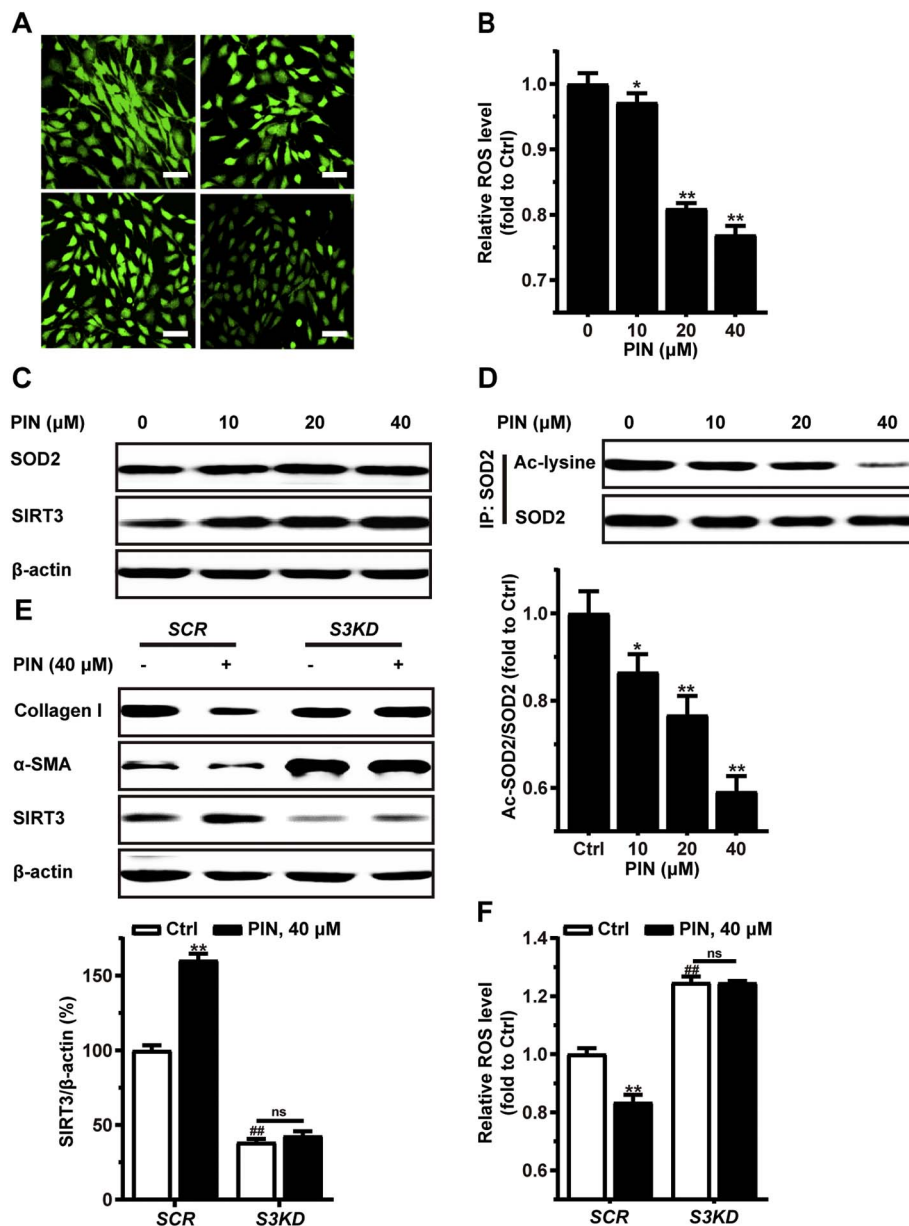 A
B
Relative ROS level
(fold to Ctrl)
1.0
0.9
0.8
0.7
*
**
**
0 10 20 40
PIN (μM)
C
PIN (μM) 0 10 20 40
SOD2
SIRT3
β-actin
D
PIN (μM) 0 10 20 40
IP: SOD2
Ac-lysine
SOD2
Ac-SOD2/SOD2 (fold to Ctrl)
1.0
0.8
0.6
*
**
**
Ctrl 10 20 40
PIN (μM)
E
SCR S3KD
PIN (40 μM) - + - +
Collagen I
α-SMA
SIRT3
β-actin
Ctrl PIN, 40 μM
SIRT3/β-actin (%)
150
100
50
0
**
##
ns
SCR S3KD
F
Ctrl PIN, 40 μM
Relative ROS level
(fold to Ctrl)
1.4
1.2
1.0
0.8
0.6
**
##
ns
SCR S3KD